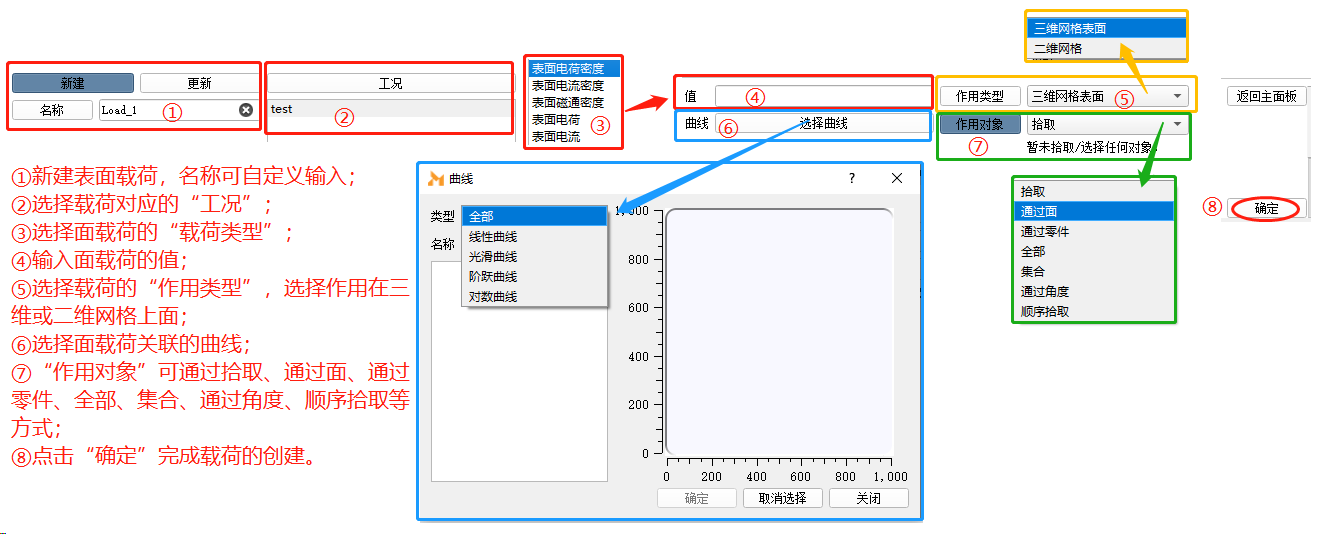 三维网格表面
二维网格
新建
更新
名称
Load_1
①
工况
test
②
表面电荷密度
表面电流密度
表面磁通密度
表面电荷
表面电流
③
值
④
曲线
⑥
选择曲线
作用类型
三维网格表面
⑤
作用对象
拾取
⑦
暂未拾取/选择任何对象
返回主面板
⑧
确定
拾取
通过面
通过零件
全部
集合
通过角度
顺序拾取
①新建表面载荷，名称可自定义输入；
②选择载荷对应的“工况”；
③选择面载荷的“载荷类型”；
④输入面载荷的值；
⑤选择载荷的“作用类型”，选择作用在三
维或二维网格上面；
⑥选择面载荷关联的曲线；
⑦“作用对象”可通过拾取、通过面、通过
零件、全部、集合、通过角度、顺序拾取等
方式；
⑧点击“确定”完成载荷的创建。
曲线
?
类型
全部
线性曲线
光滑曲线
阶跃曲线
对数曲线
名称
1,000
800
600
400
200
0
0 200 400 600 800 1,000
确定
取消选择
关闭